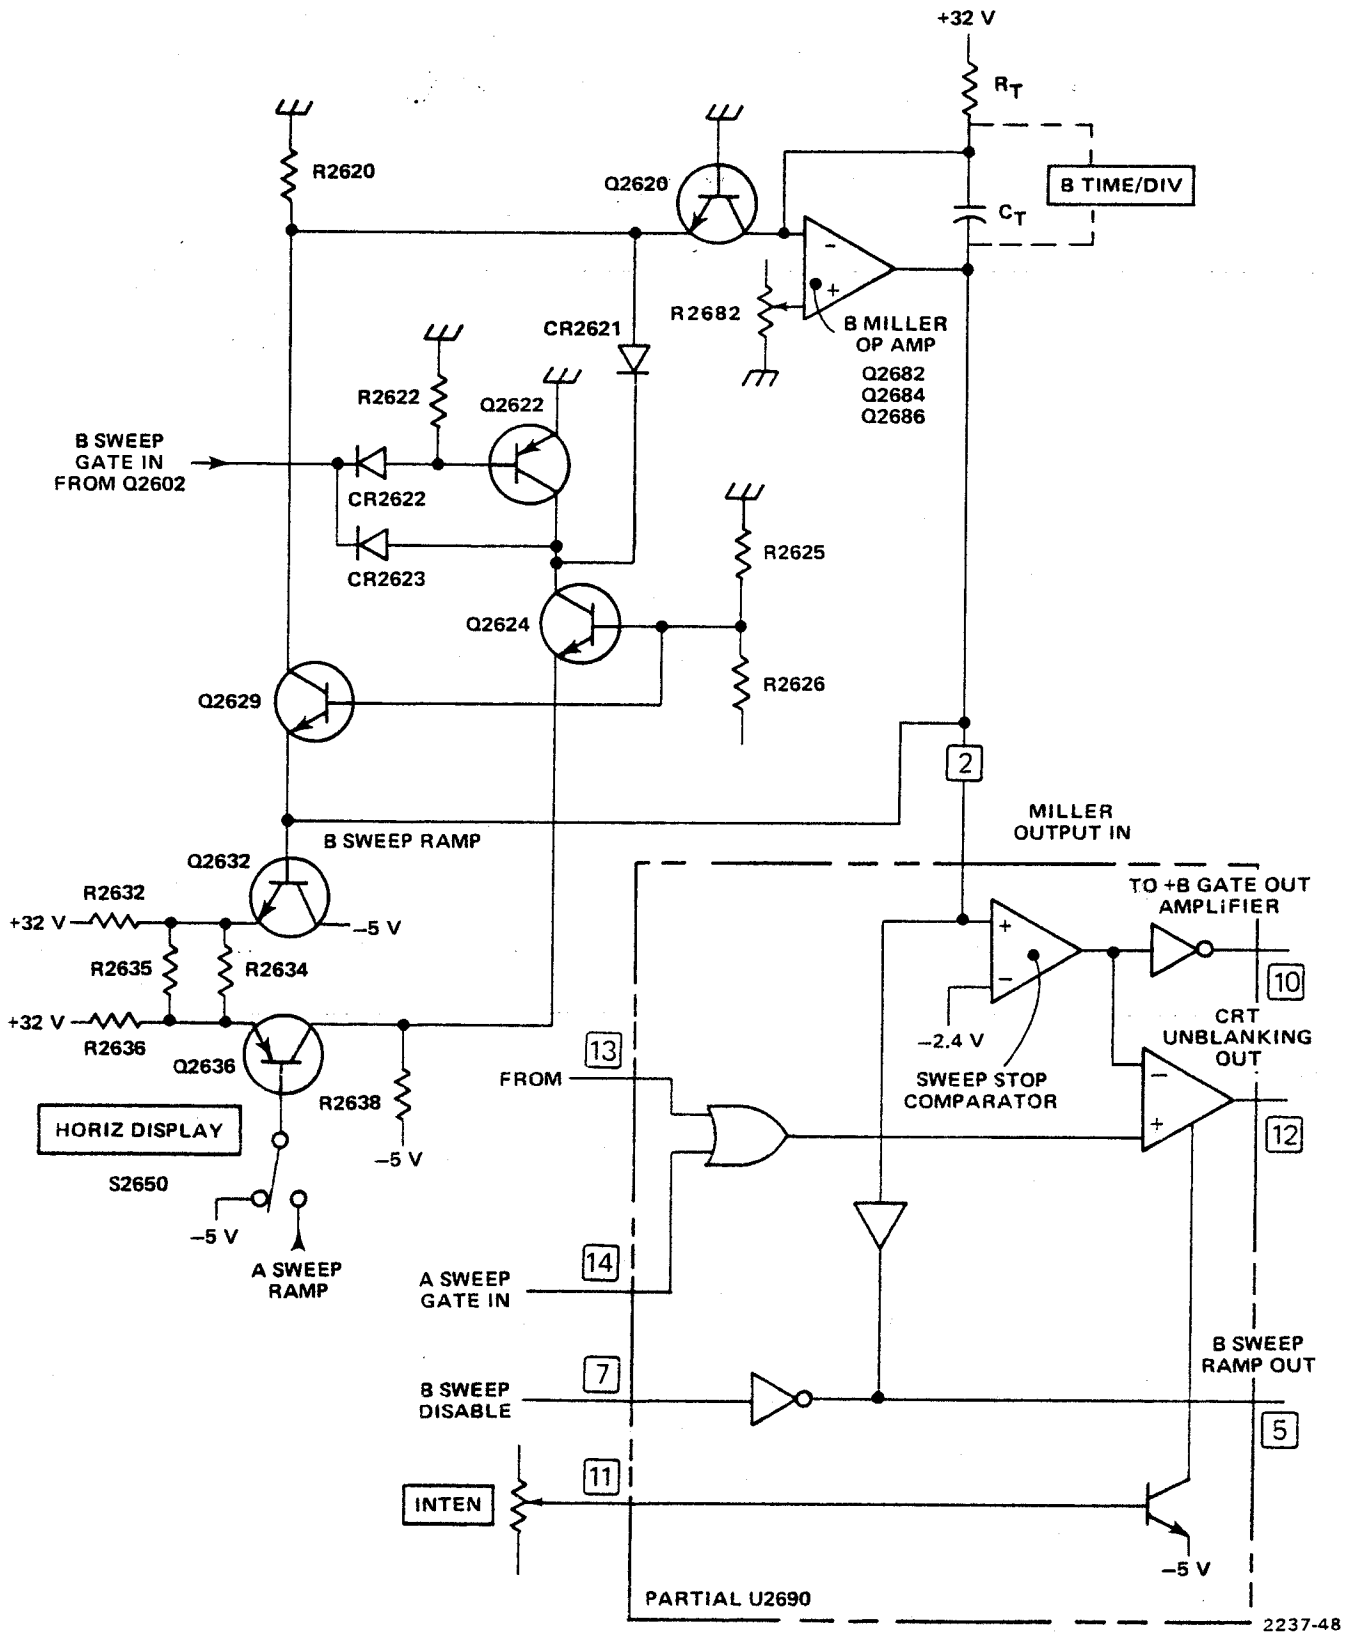 +32 V
RT
R2620
Q2620
B TIME/DIV
CT
-
+
R2682
CR2621
B MILLER
OP AMP
Q2682
Q2684
Q2686
R2622
Q2622
B SWEEP
GATE IN
FROM Q2602
CR2622
CR2623
R2625
Q2624
R2626
Q2629
2
MILLER
OUTPUT IN
B SWEEP RAMP
Q2632
R2632
+32 V
-5 V
R2635
R2634
+32 V
R2636
Q2636
R2638
-5 V
HORIZ DISPLAY
S2650
-5 V
A SWEEP
RAMP
TO +B GATE OUT
AMPLIFIER
+
-
-2.4 V
10
SWEEP STOP
COMPARATOR
CRT
UNBLANKING
OUT
-
+
12
13
FROM
14
A SWEEP
GATE IN
7
B SWEEP
DISABLE
B SWEEP
RAMP OUT
5
11
INTEN
-5 V
PARTIAL U2690
2237-48